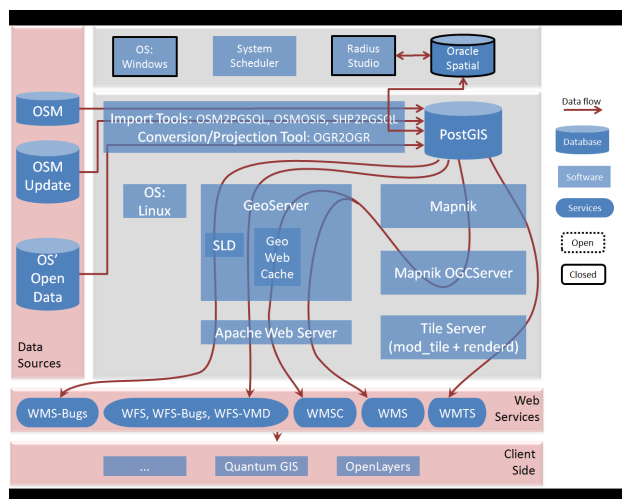 OS:
Windows
System
Scheduler
Radius
Studio
Oracle
Spatial
Data flow
Database
Software
Services
Open
Closed
OSM
OSM
Update
OS’
Open
Data
Data
Sources
Import Tools: OSM2PGSQL, OSMOSIS, SHP2PGSQL
Conversion/Projection Tool: OGR2OGR
PostGIS
OS:
Linux
GeoServer
SLD
Geo
Web
Cache
Mapnik
Mapnik OGCServer
Apache Web Server
Tile Server
(mod_tile + renderd)
WMS-Bugs
WFS, WFS-Bugs, WFS-VMD
WMSC
WMS
WMTS
Web
Services
Client
Side
...
Quantum GIS
OpenLayers